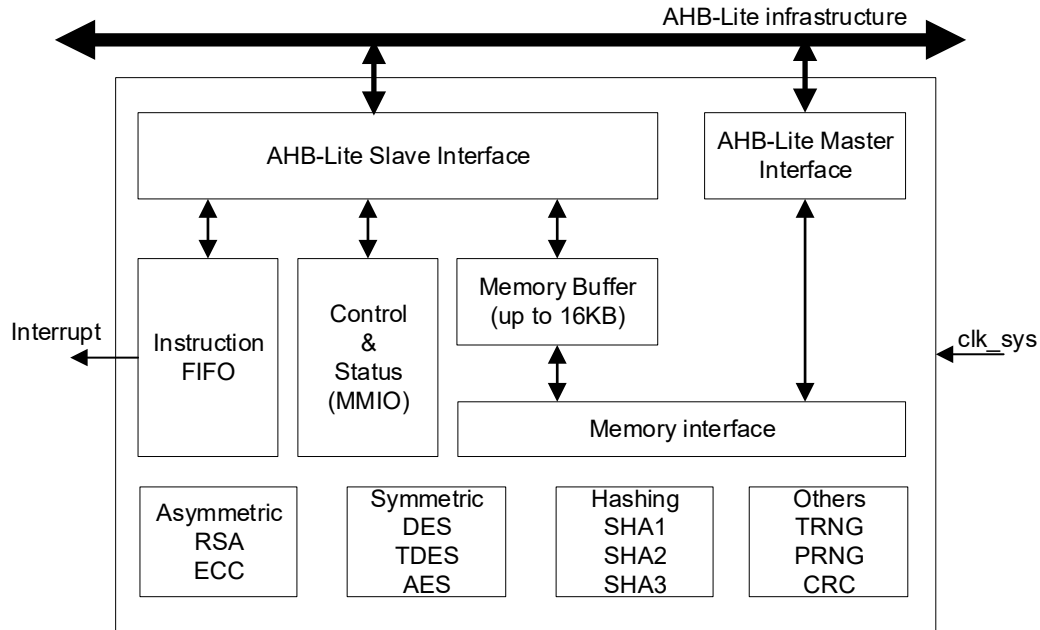 AHB-Lite infrastructure
AHB-Lite Slave Interface
AHB-Lite Master
Interface
Interrupt
Instruction
FIFO
Control
&
Status
(MMIO)
Memory Buffer
(up to 16KB)
clk_sys
Memory interface
Asymmetric
RSA
ECC
Symmetric
DES
TDES
AES
Hashing
SHA1
SHA2
SHA3
Others
TRNG
PRNG
CRC